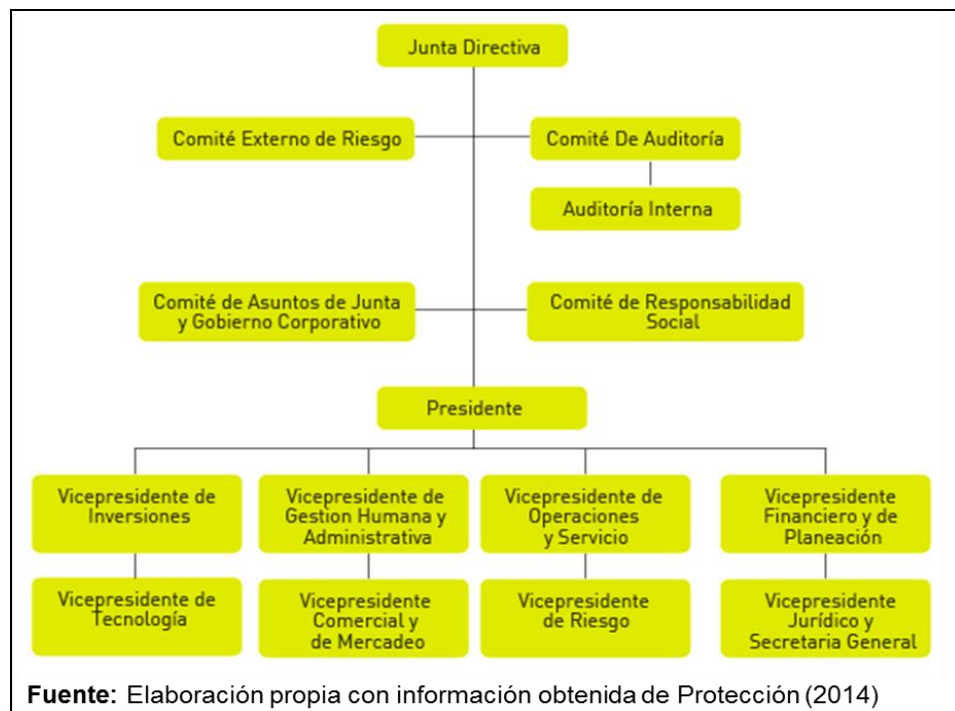 Junta Directiva
Comité Externo de Riesgo
Comité De Auditoría
Auditoría Interna
Comité de Asuntos de Junta
y Gobierno Corporativo
Comité de Responsabilidad
Social
Presidente
Vicepresidente de
Inversiones
Vicepresidente de
Gestion Humana y
Administrativa
Vicepresidente de
Operaciones
y Servicio
Vicepresidente
Financiero y de
Planeación
Vicepresidente de
Tecnología
Vicepresidente
Comercial y
de Mercadeo
Vicepresidente
de Riesgo
Vicepresidente
Jurídico y
Secretaria General
Fuente: Elaboración propia con información obtenida de Protección (2014)